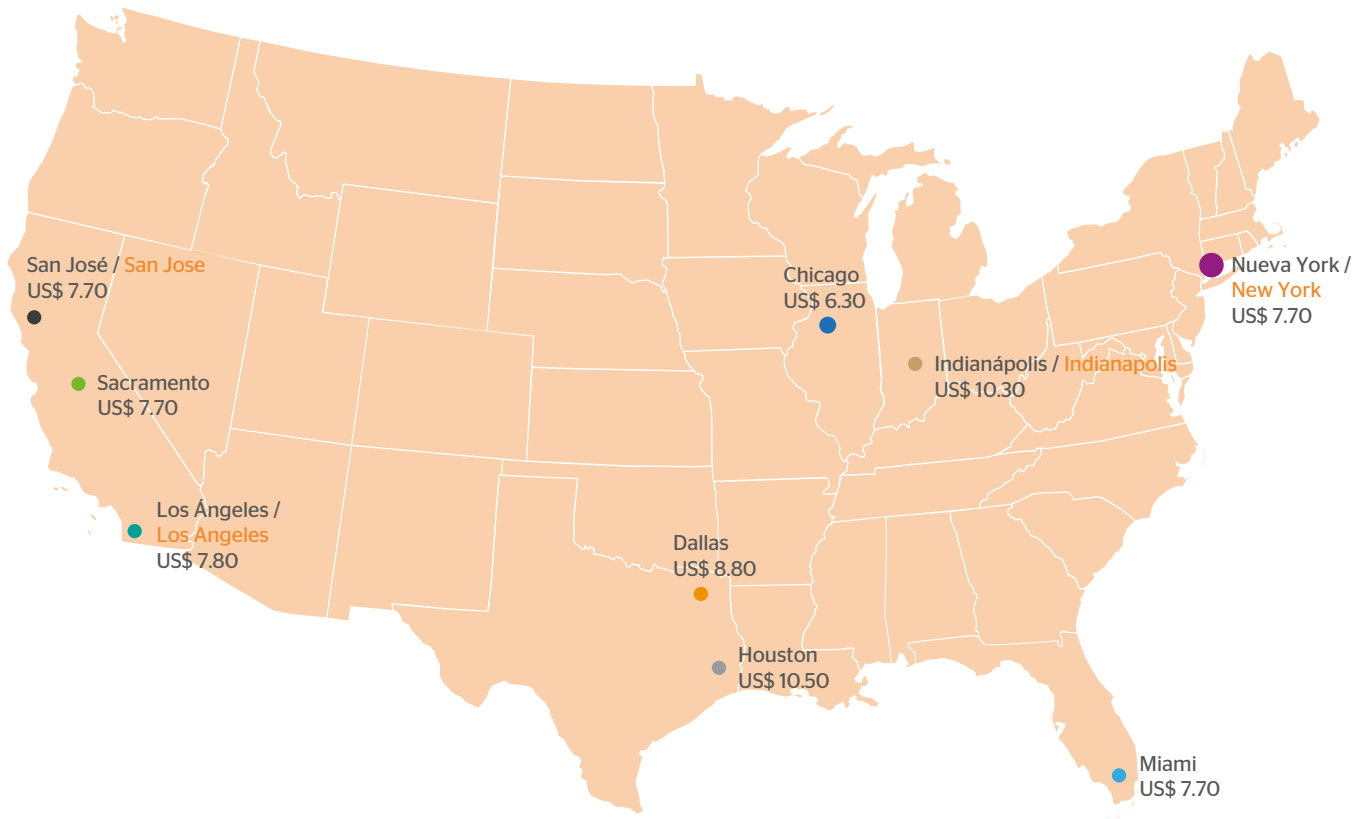 San José / San Jose
US$ 7.70
Chicago
US$ 6.30
Nueva York /
New York
US$ 7.70
Indianápolis / Indianapolis
US$ 10.30
Sacramento
US$ 7.70
Los Ángeles /
Los Angeles
US$ 7.80
Dallas
US$ 8.80
Houston
US$ 10.50
Miami
US$ 7.70